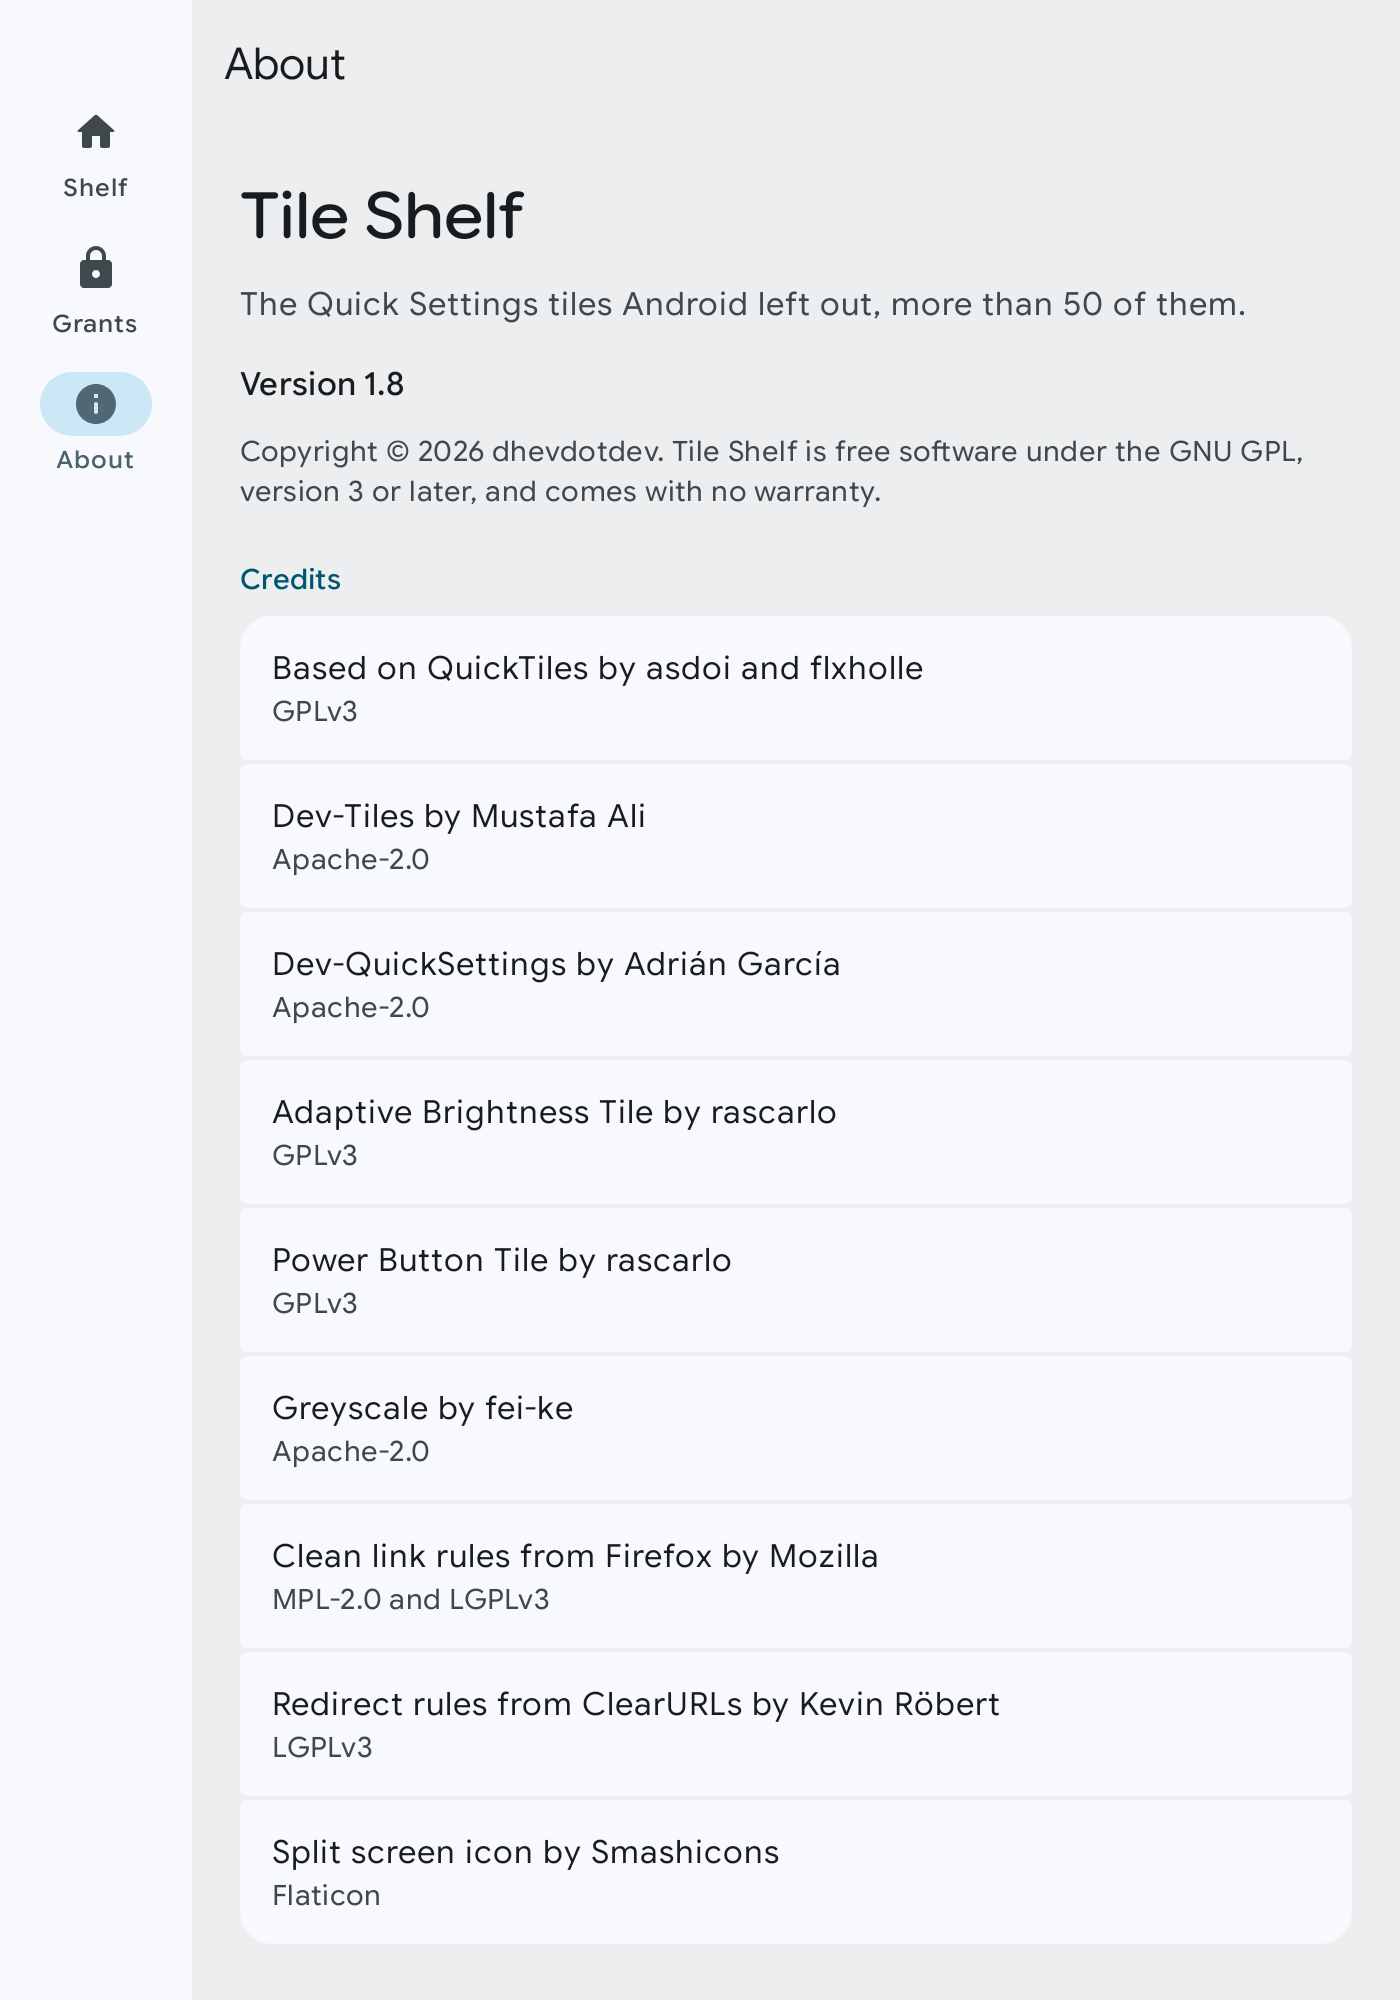 About
Shelf
Grants
About
Tile Shelf
The Quick Settings tiles Android left out, more than 50 of them.
Version 1.8
Copyright © 2026 dhevdotdev. Tile Shelf is free software under the GNU GPL,
version 3 or later, and comes with no warranty.
Credits
Based on QuickTiles by asdoi and flxholle
GPLv3
Dev-Tiles by Mustafa Ali
Apache-2.0
Dev-QuickSettings by Adrián García
Apache-2.0
Adaptive Brightness Tile by rascarlo
GPLv3
Power Button Tile by rascarlo
GPLv3
Greyscale by fei-ke
Apache-2.0
Clean link rules from Firefox by Mozilla
MPL-2.0 and LGPLv3
Redirect rules from ClearURLs by Kevin Röbert
LGPLv3
Split screen icon by Smashicons
Flaticon